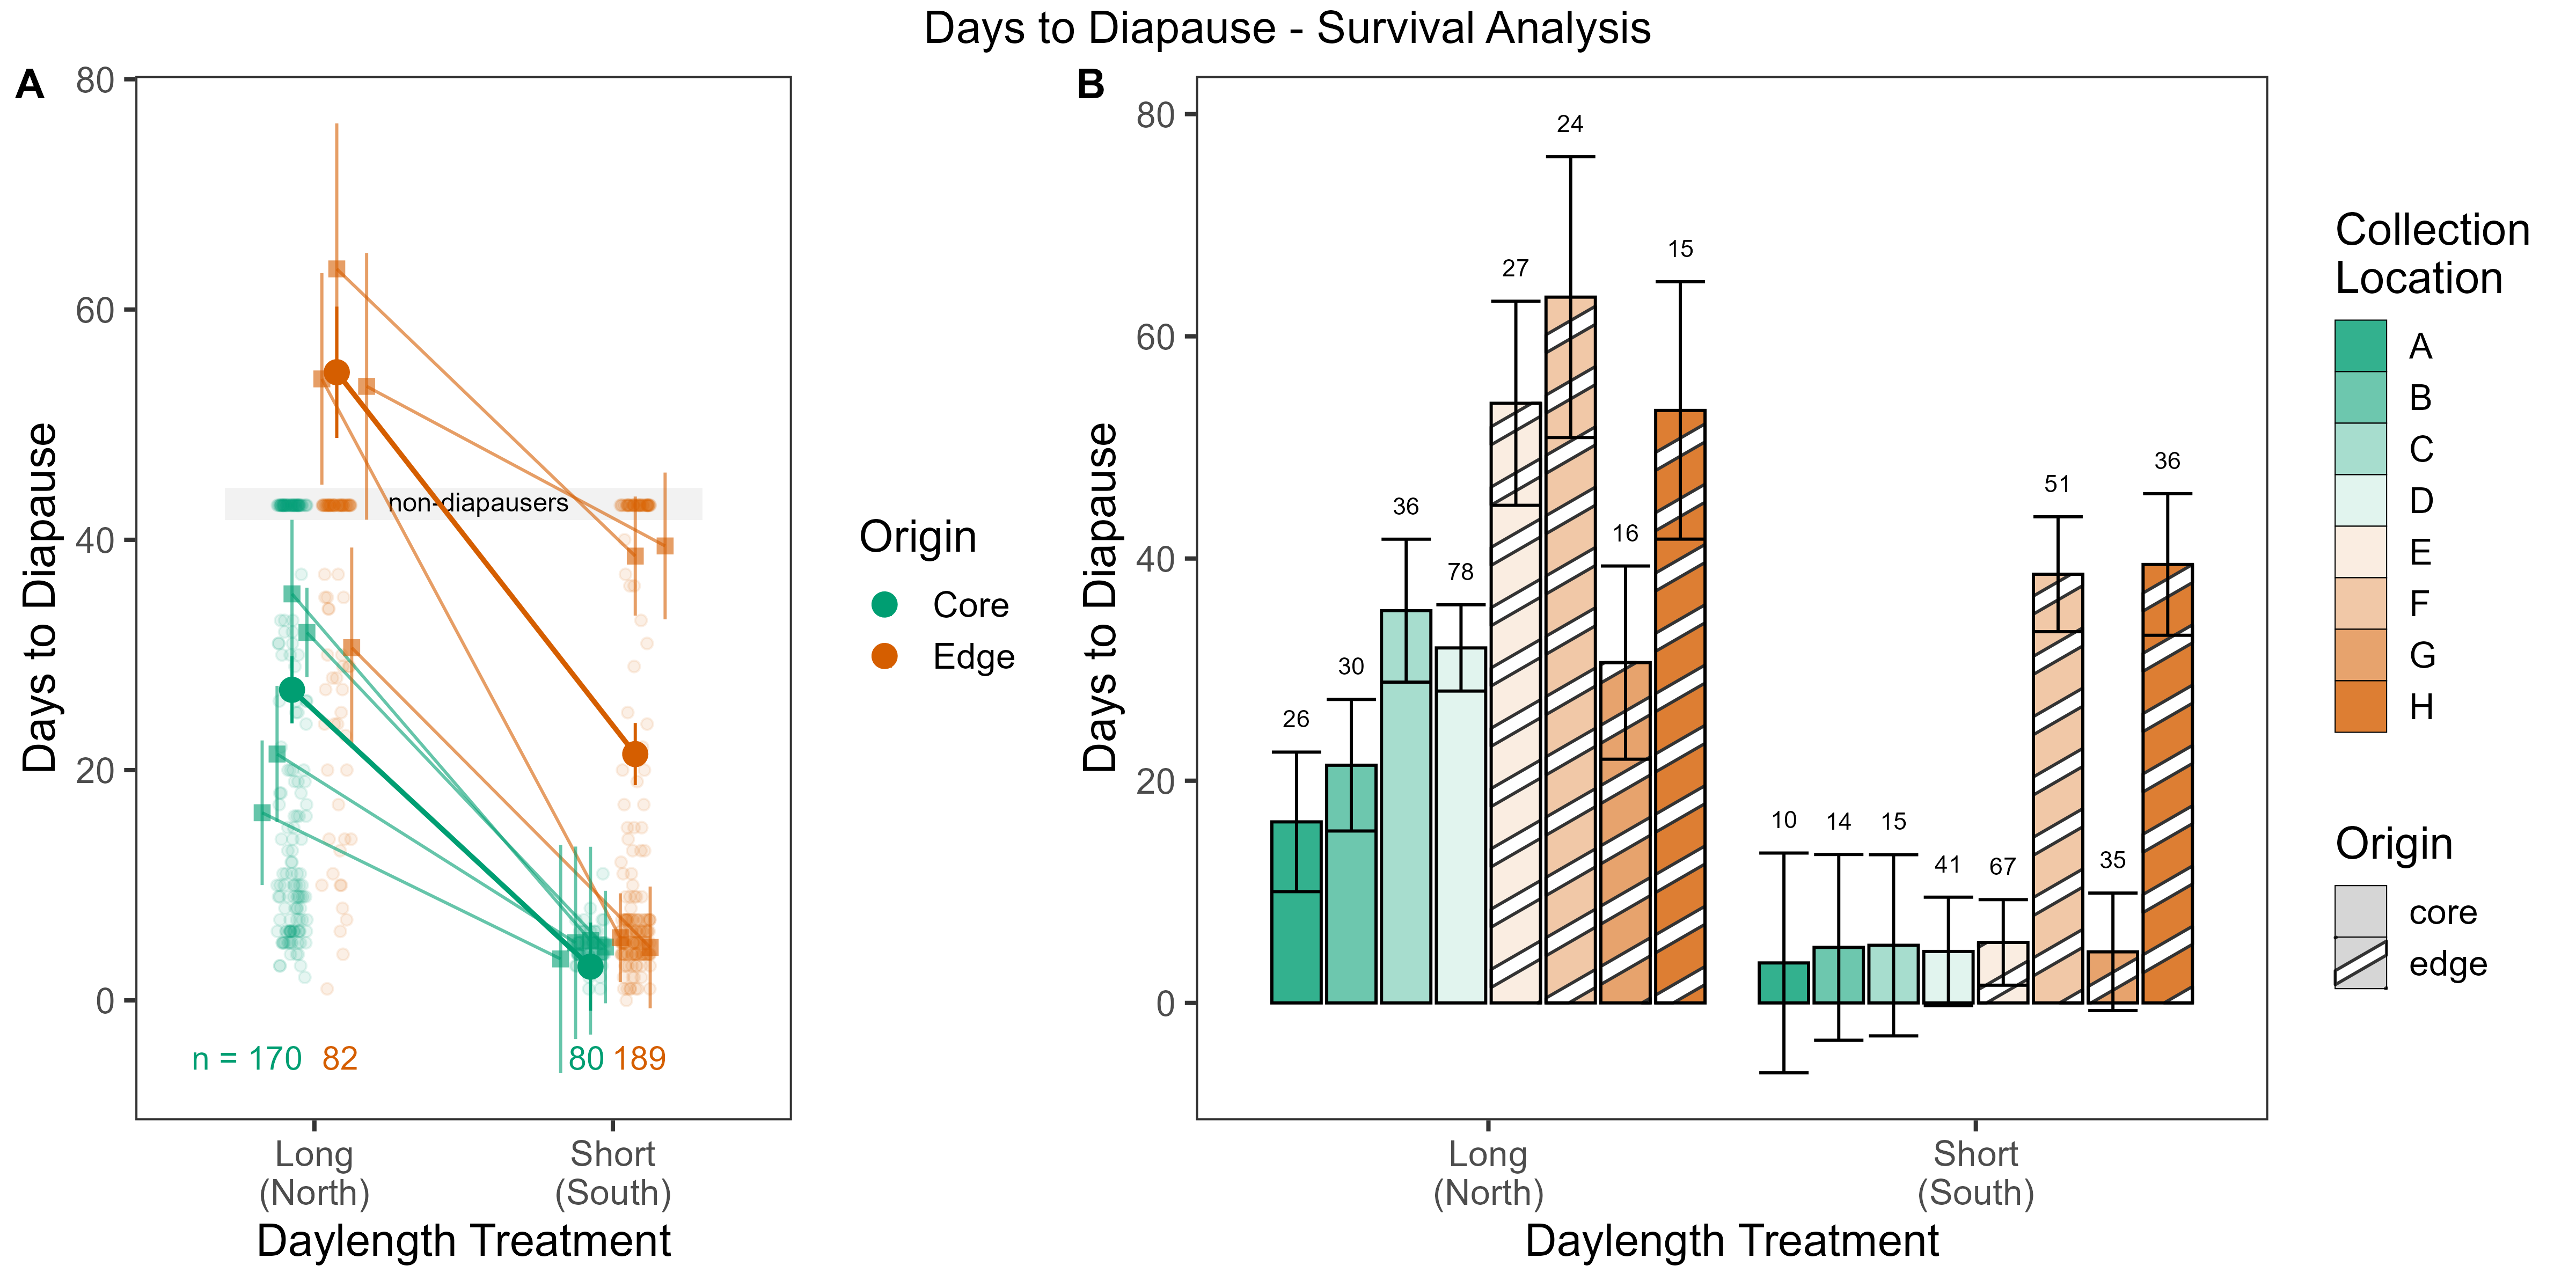 Days to Diapause - Survival Analysis
A
80
60
40
20
0
Days to Diapause
non-diapausers
n = 170 82 80 189
Long
(North)
Short
(South)
Daylength Treatment
Origin
Core
Edge
B
80
60
40
20
0
Days to Diapause
26
30
36
78
27
24
16
15
10
14
15
41
67
51
35
36
Long
(North)
Short
(South)
Daylength Treatment
Collection
Location
A
B
C
D
E
F
G
H
Origin
core
edge